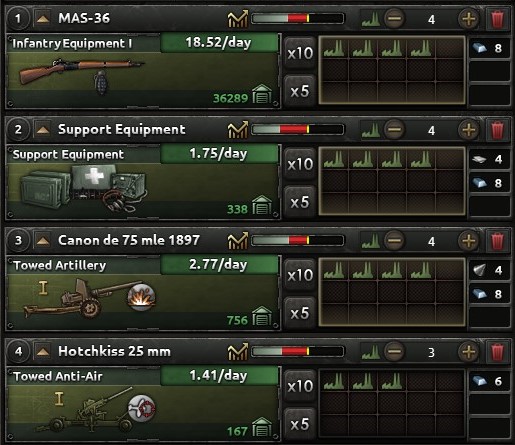 1 MAS-36 4
Infantry Equipment I 18.52/day x10 8
36289 x5
2 Support Equipment 4
Support Equipment 1.75/day x10 4
8
338 x5
3 Canon de 75 mle 1897 4
Towed Artillery 2.77/day x10 4
I 8
756 x5
4 Hotchkiss 25 mm 3
Towed Anti-Air 1.41/day x10 6
I
167 x5